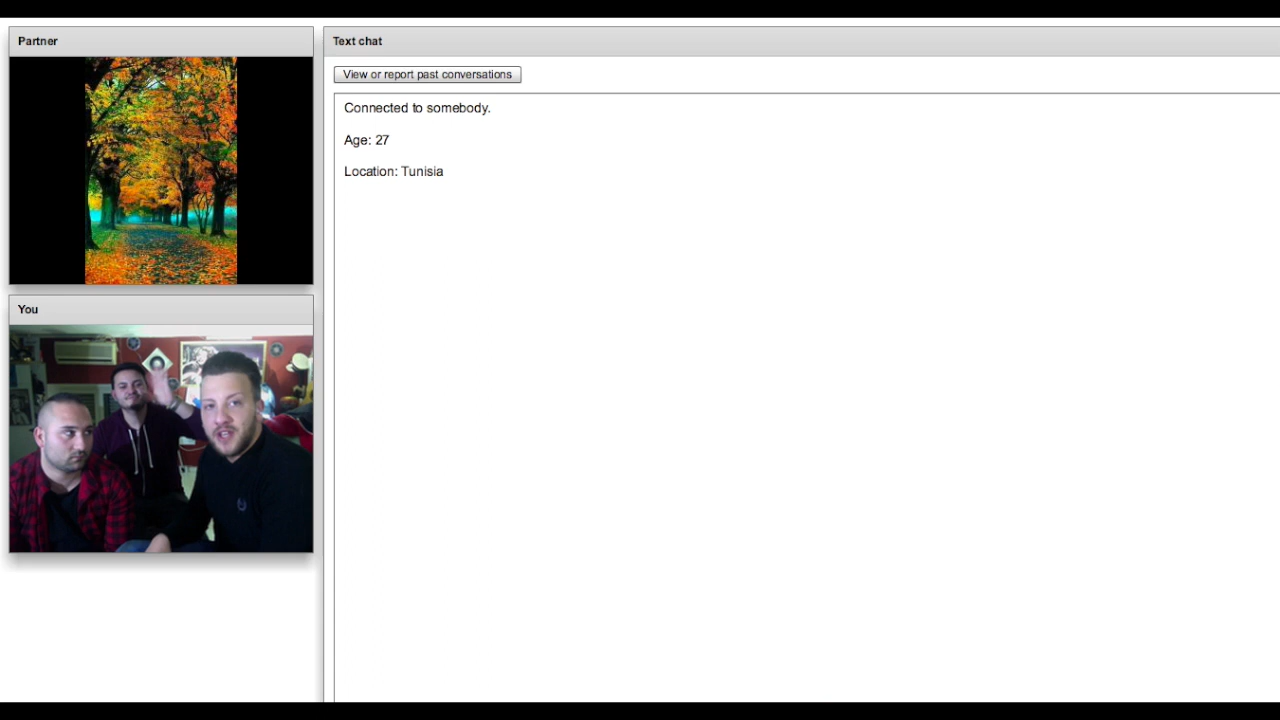 Partner
Text chat
View or report past conversations
Connected to somebody.
Age: 27
Location: Tunisia
You